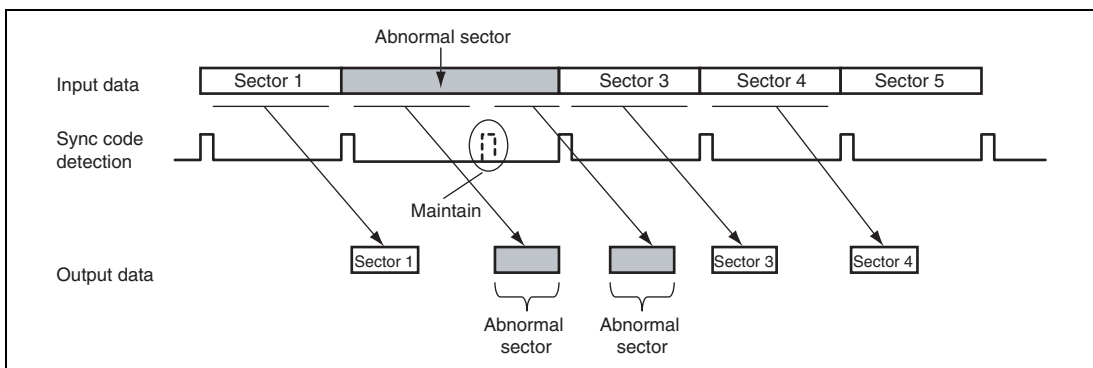 Abnormal sector
Input data
Sector 1
Sector 3
Sector 4
Sector 5
Sync code
detection
Maintain
Output data
Sector 1
Sector 3
Sector 4
Abnormal
sector
Abnormal
sector